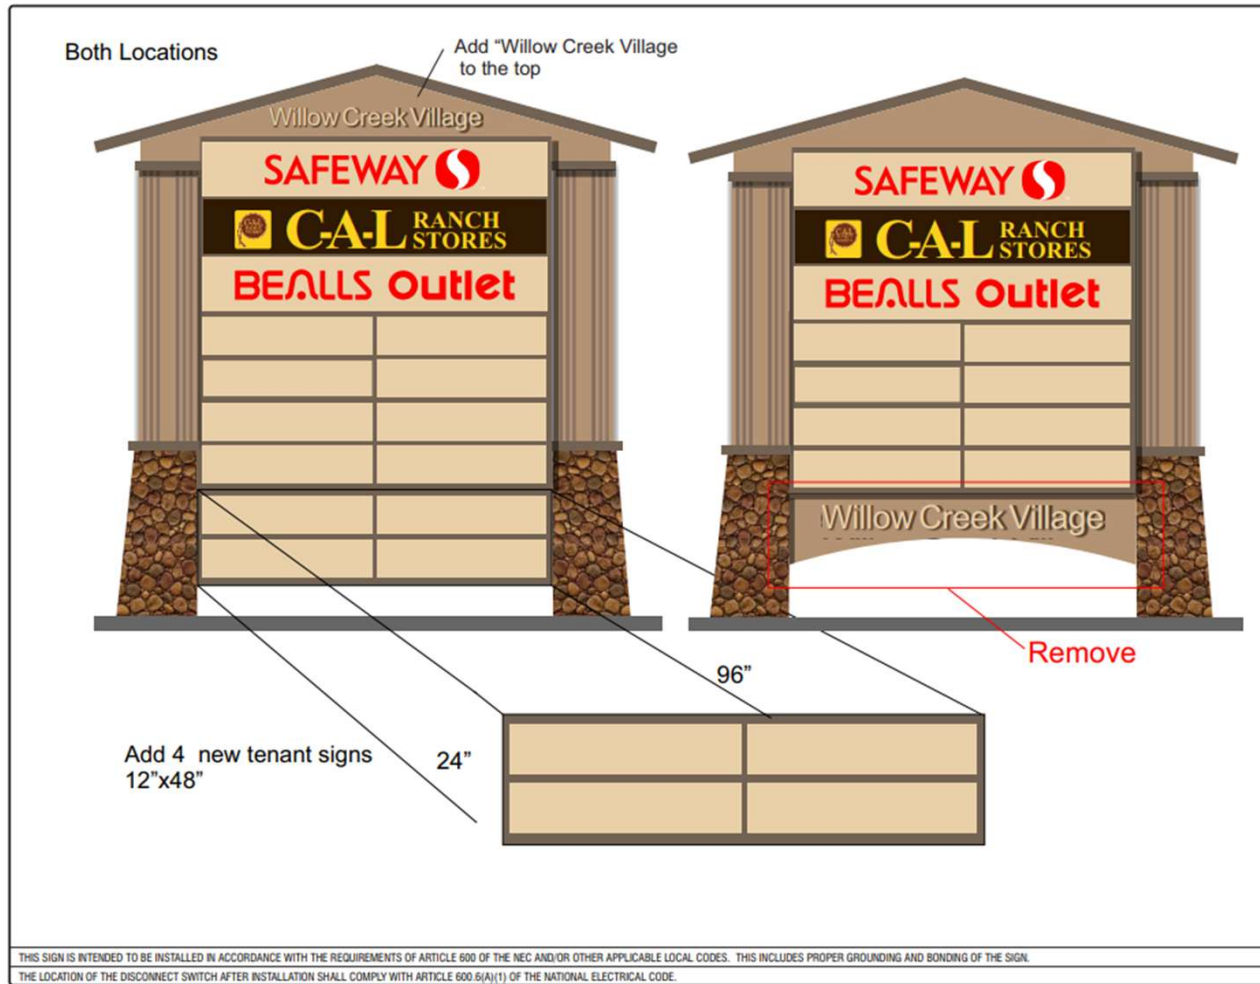 Both Locations
Add “Willow Creek Village
to the top
Willow Creek Village
SAFEWAY
C-A-L RANCH STORES
BEALLS Outlet
SAFEWAY
C-A-L RANCH STORES
BEALLS Outlet
Willow Creek Village
Remove
96”
24”
Add 4 new tenant signs
12”x48”
THIS SIGN IS INTENDED TO BE INSTALLED IN ACCORDANCE WITH THE REQUIREMENTS OF ARTICLE 600 OF THE NEC AND/OR OTHER APPLICABLE LOCAL CODES. THIS INCLUDES PROPER GROUNDING AND BONDING OF THE SIGN.
THE LOCATION OF THE DISCONNECT SWITCH AFTER INSTALLATION SHALL COMPLY WITH ARTICLE 600.6(A)(1) OF THE NATIONAL ELECTRICAL CODE.